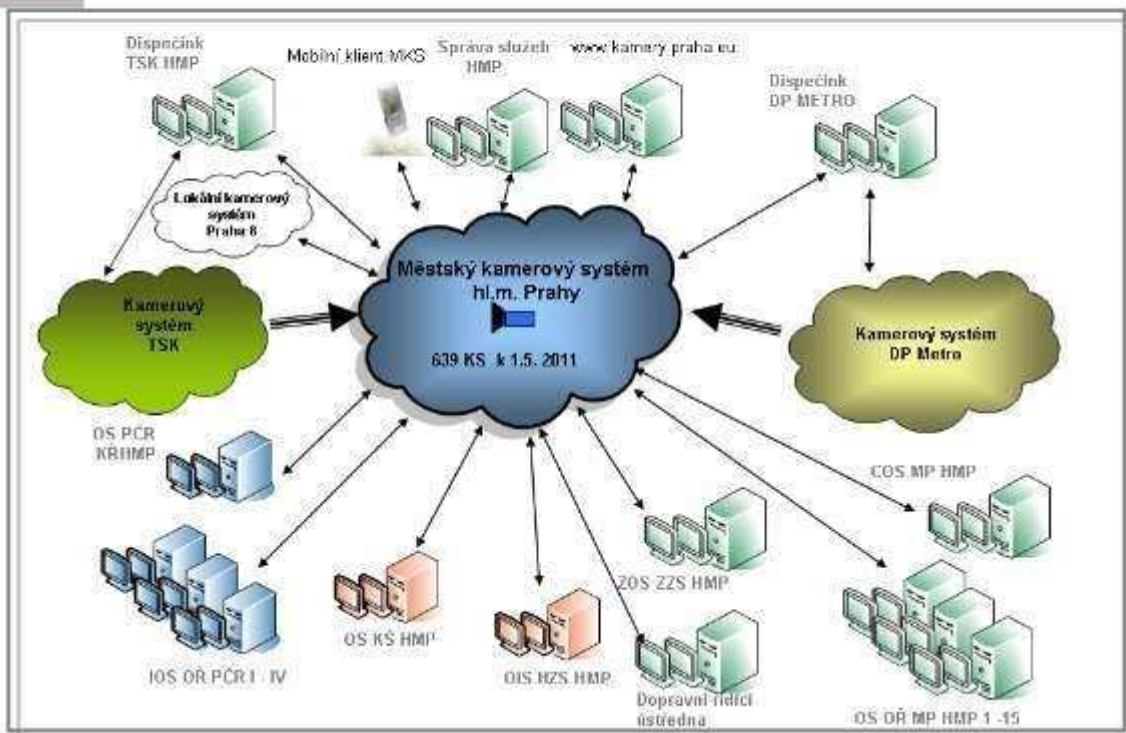 Dispečink
TSK HMP
Mobilní klient MKS
Správa služeb
HMP
www.kamery.praha.eu
Dispečink
DP METRO
Lokální kamerový
systém
Praha 8
Městský kamerový systém
hl.m. Prahy
639 KS k 1.5. 2011
Kamerový
systém
TSK
Kamerový systém
DP Metro
OS PČR
KŘHMP
COS MP HMP
ZOS ZZS HMP
OS KŠ HMP
IOS OŘ PČR I - IV
OIS HZS HMP
Dopravní řídící
ústředna
OS OŘ MP HMP 1 -15